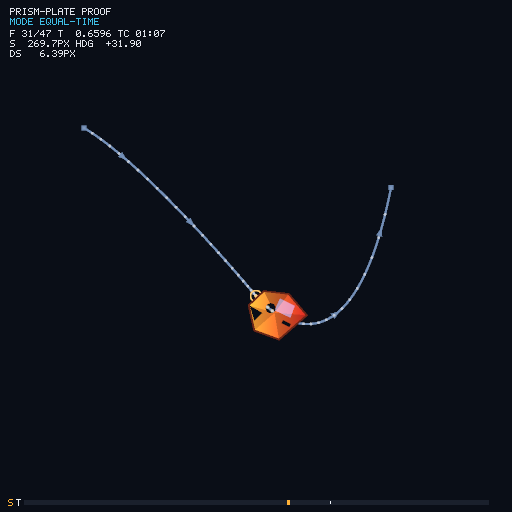 PRISM-PLATE PROOF
MODE EQUAL-TIME
F 31/47 T  0.6596 TC 01:07
S  269.7PX HDG  +31.90
DS   6.39PX
ST